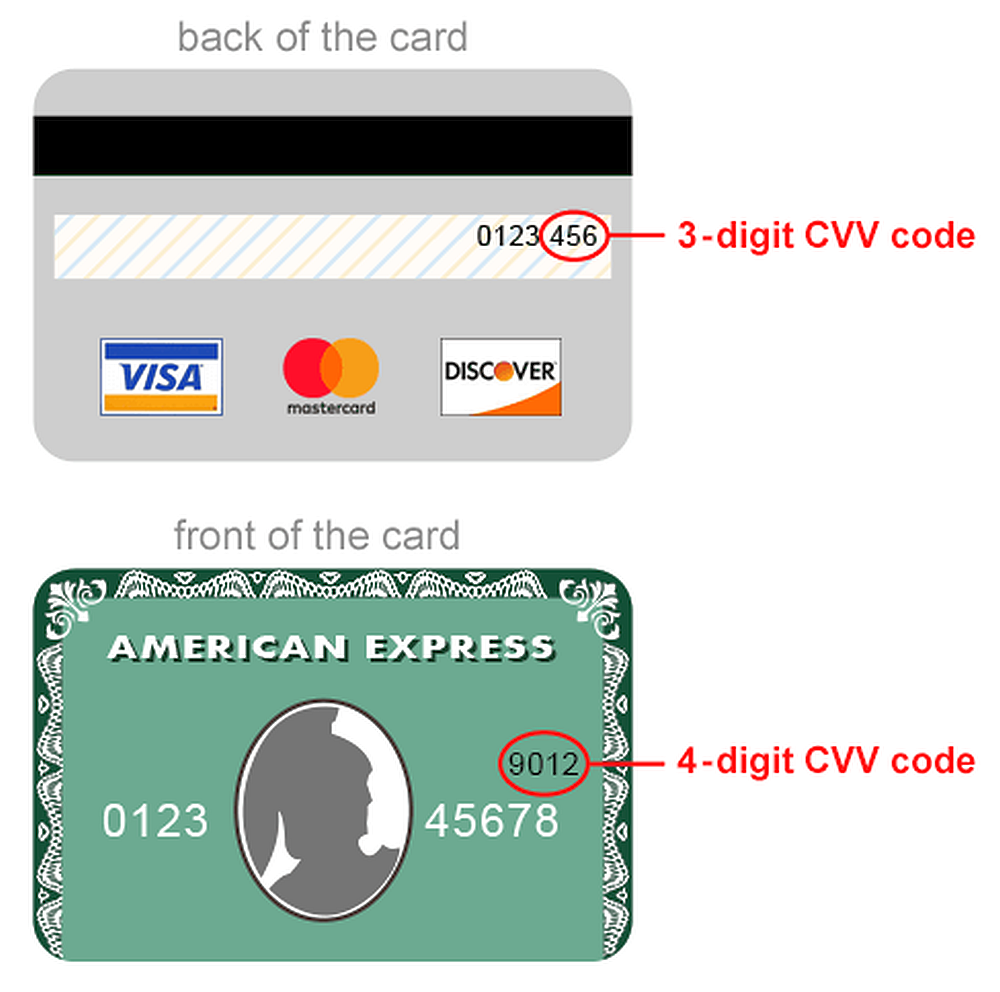 back of the card
0123 456
3-digit CVV code
VISA
mastercard
DISCOVER
front of the card
AMERICAN EXPRESS
9012
4-digit CVV code
0123 45678